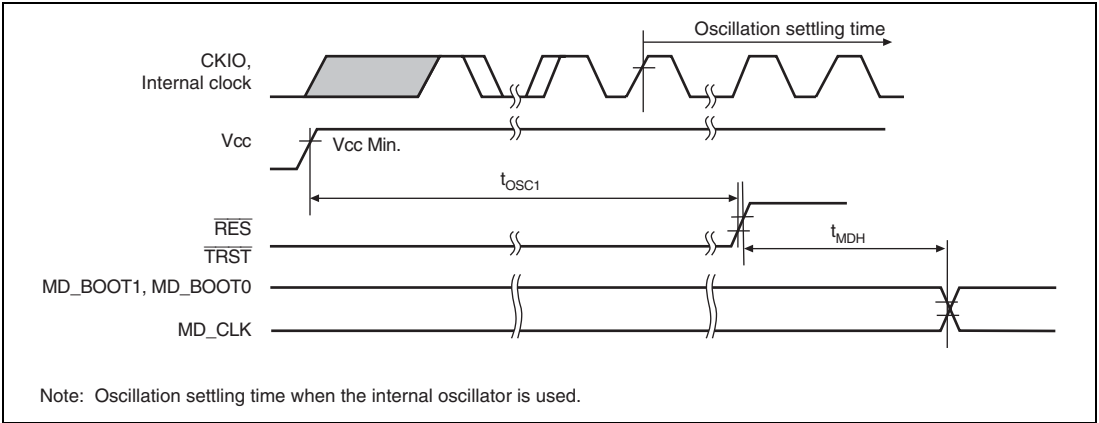 Oscillation settling time
CKIO,
Internal clock
Vcc
Vcc Min.
tOSC1
RES
TRST
tMDH
MD_BOOT1, MD_BOOT0
MD_CLK
Note: Oscillation settling time when the internal oscillator is used.